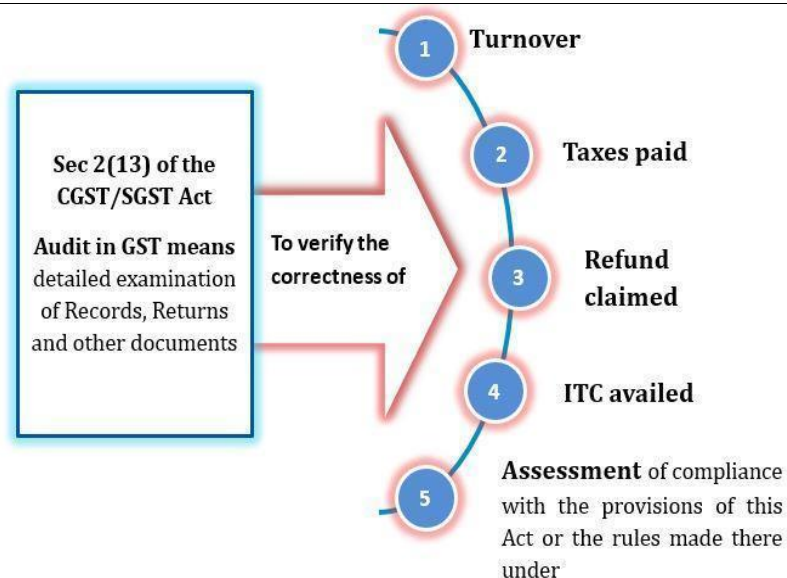 Sec 2(13) of the
CGST/SGST Act
Audit in GST means
detailed examination
of Records, Returns
and other documents
To verify the
correctness of
1
Turnover
2
Taxes paid
3
Refund
claimed
4
ITC availed
5
Assessment of compliance
with the provisions of this
Act or the rules made there
under